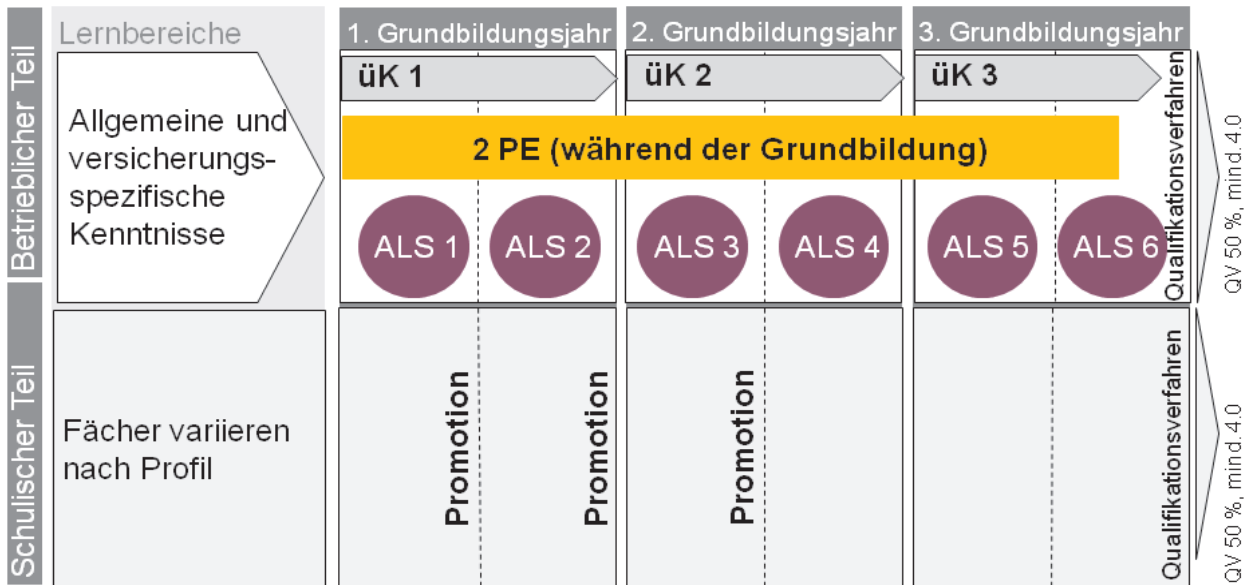 Lernbereiche
1. Grundbildungsjahr
2. Grundbildungsjahr
3. Grundbildungsjahr
Betrieblicher Teil
Allgemeine und
versicherungs-
spezifische
Kenntnisse
üK 1
üK 2
üK 3
2 PE (während der Grundbildung)
ALS 1
ALS 2
ALS 3
ALS 4
ALS 5
ALS 6
Qualifikationsverfahren
QV 50 %, mind. 4.0
Schulischer Teil
Fächer variieren
nach Profil
Promotion
Promotion
Promotion
Qualifikationsverfahren
QV 50 %, mind. 4.0